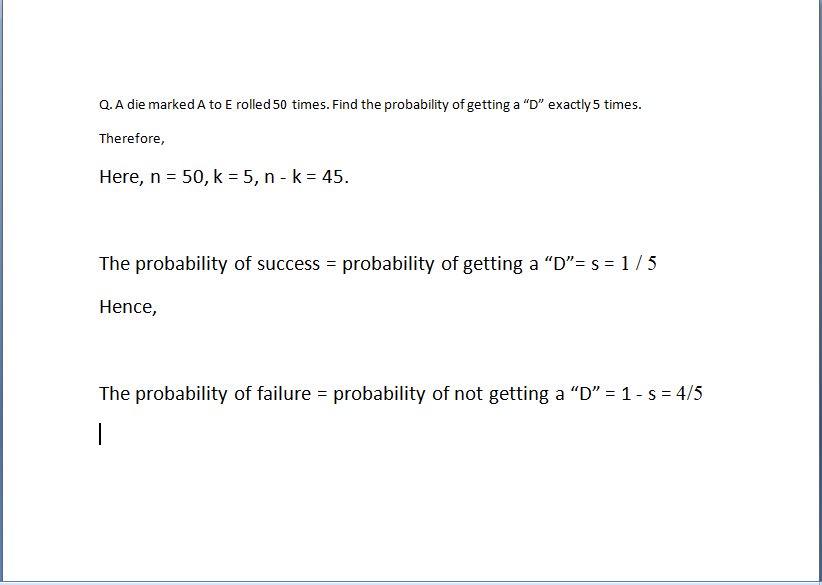 Q. A die marked A to E rolled 50 times. Find the probability of getting a “D” exactly 5 times.
Therefore,
Here, n = 50, k = 5, n - k = 45.
The probability of success = probability of getting a “D”= s = 1 / 5
Hence,
The probability of failure = probability of not getting a “D” = 1 - s = 4/5